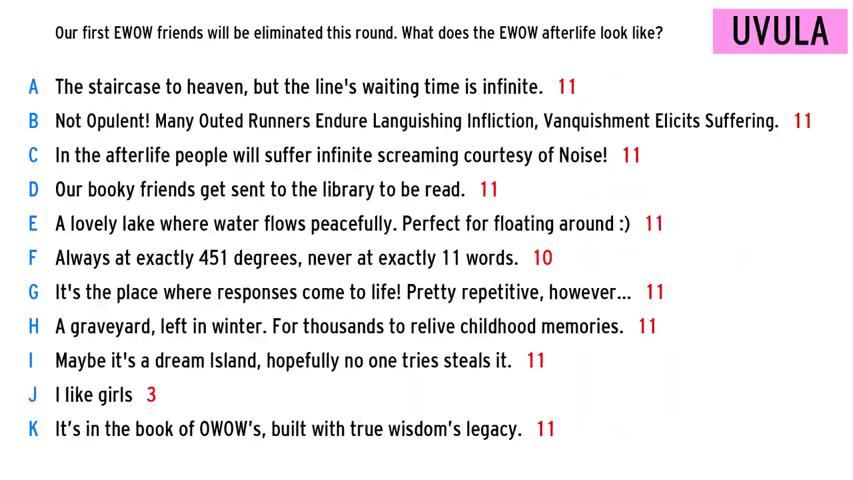 Our first EWOW friends will be eliminated this round. What does the EWOW afterlife look like?
UVULA
A The staircase to heaven, but the line's waiting time is infinite. 11
B Not Opulent! Many Outed Runners Endure Languishing Infliction, Vanquishment Elicits Suffering. 11
C In the afterlife people will suffer infinite screaming courtesy of Noise! 11
D Our booky friends get sent to the library to be read. 11
E A lovely lake where water flows peacefully. Perfect for floating around :) 11
F Always at exactly 451 degrees, never at exactly 11 words. 10
G It's the place where responses come to life! Pretty repetitive, however... 11
H A graveyard, left in winter. For thousands to relive childhood memories. 11
I Maybe it's a dream Island, hopefully no one tries steals it. 11
J I like girls 3
K It’s in the book of OWOW’s, built with true wisdom’s legacy. 11